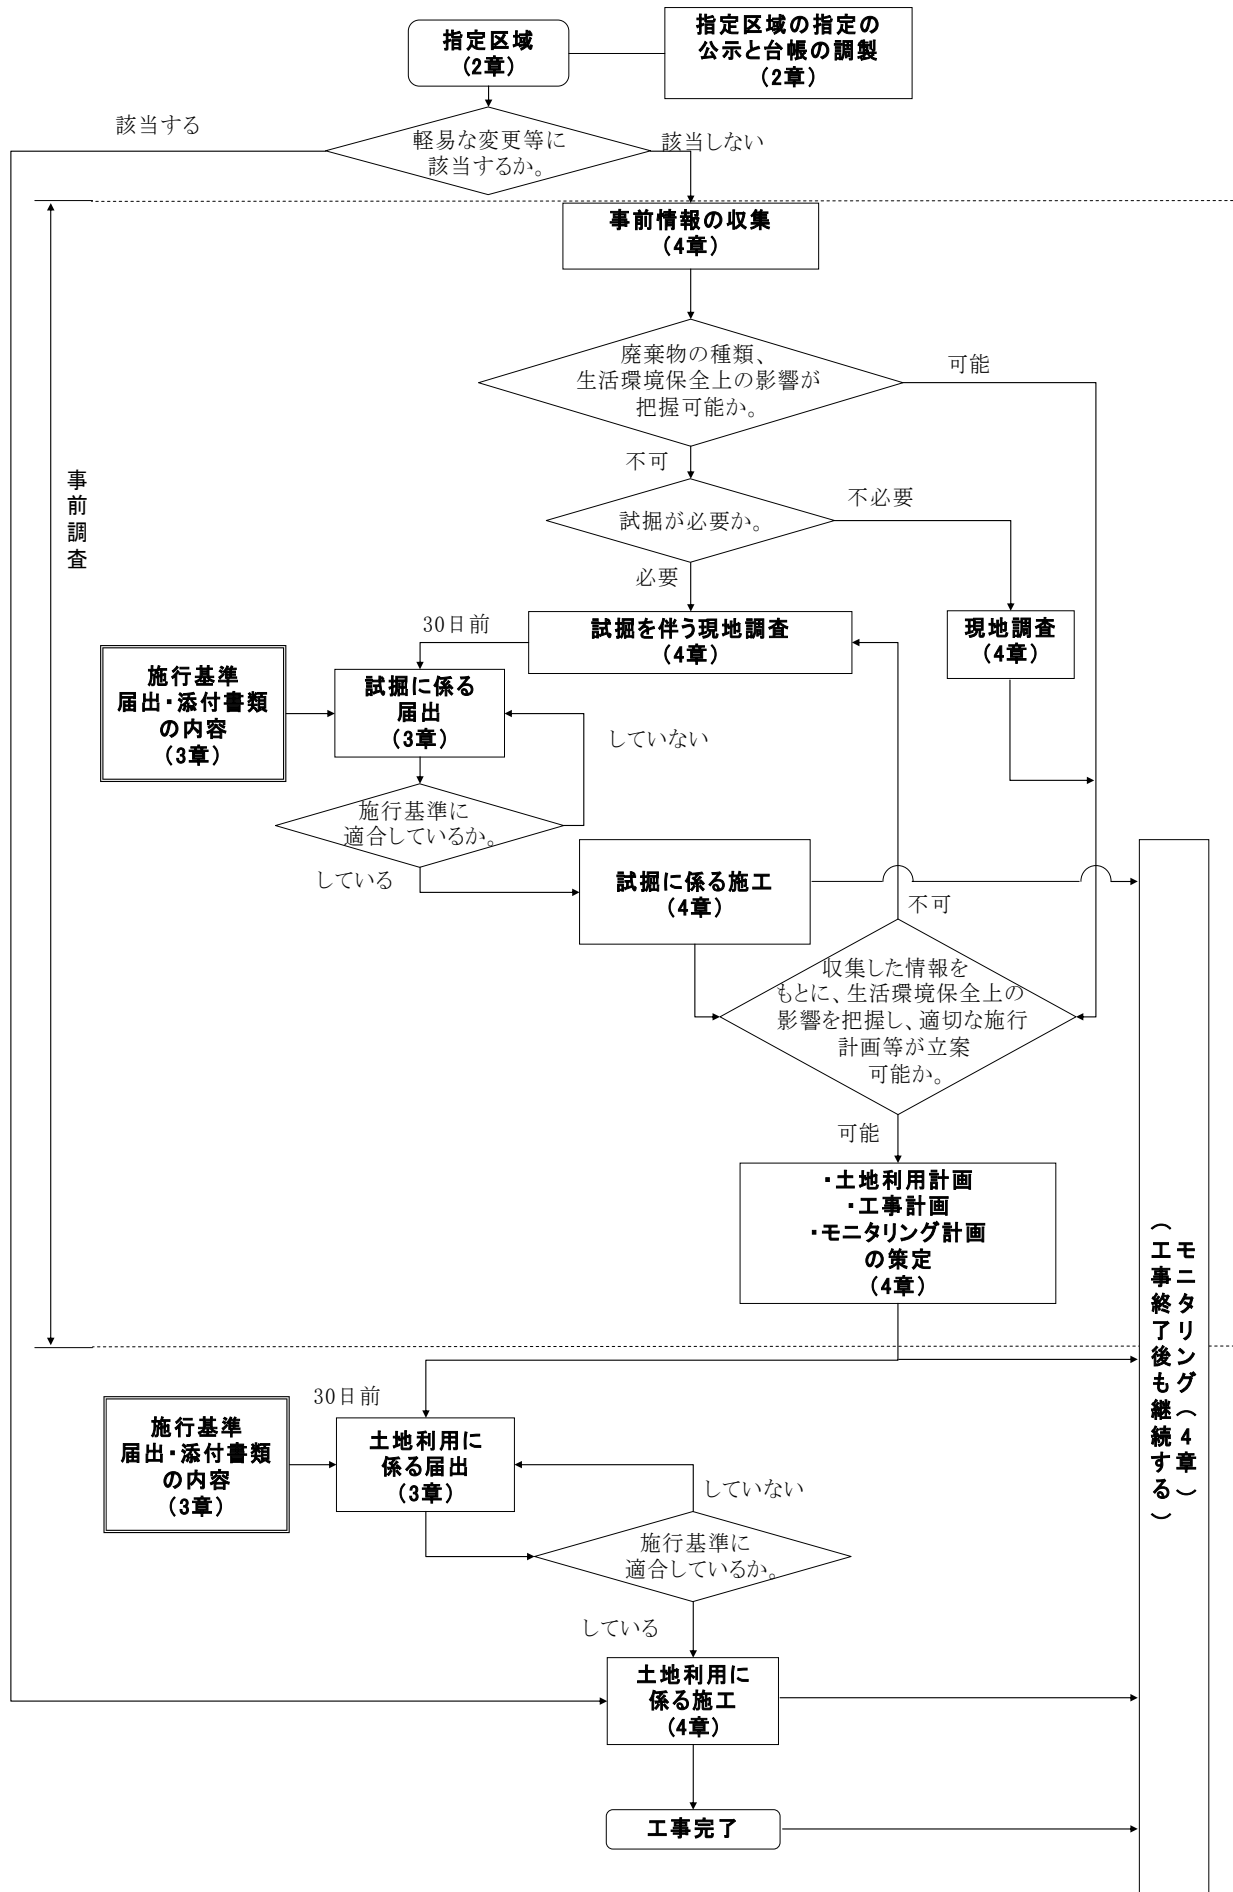 指定区域
(2章)
指定区域の指定の
公示と台帳の調製
(2章)
該当する
軽易な変更等に
該当するか。
該当しない
事前情報の収集
(4章)
廃棄物の種類、
生活環境保全上の影響が
把握可能か。
可能
不可
試掘が必要か。
不必要
必要
事前調査
試掘を伴う現地調査
(4章)
現地調査
(4章)
30日前
施行基準
届出・添付書類
の内容
(3章)
試掘に係る
届出
(3章)
していない
施行基準に
適合しているか。
している
試掘に係る施工
(4章)
不可
収集した情報を
もとに、生活環境保全上の
影響を把握し、適切な施行
計画等が立案
可能か。
可能
・土地利用計画
・工事計画
・モニタリング計画
の策定
(4章)
モニタリング(4章)
(工事終了後も継続する)
30日前
施行基準
届出・添付書類
の内容
(3章)
土地利用に
係る届出
(3章)
していない
施行基準に
適合しているか。
している
土地利用に
係る施工
(4章)
工事完了